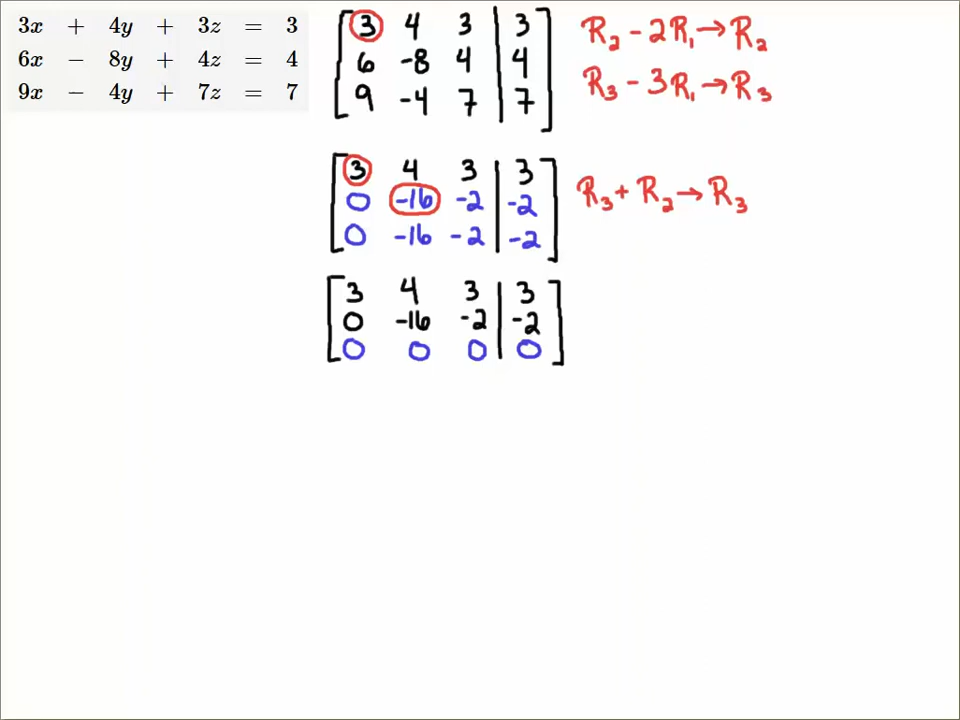 3x + 4y + 3z = 3
6x − 8y + 4z = 4
9x − 4y + 7z = 7
3 4 3 | 3
6 -8 4 | 4
9 -4 7 | 7
R₂ - 2R₁ → R₂
R₃ - 3R₁ → R₃
3 4 3 | 3
0 -16 -2 | -2
0 -16 -2 | -2
R₃ + R₂ → R₃
3 4 3 | 3
0 -16 -2 | -2
0 0 0 | 0